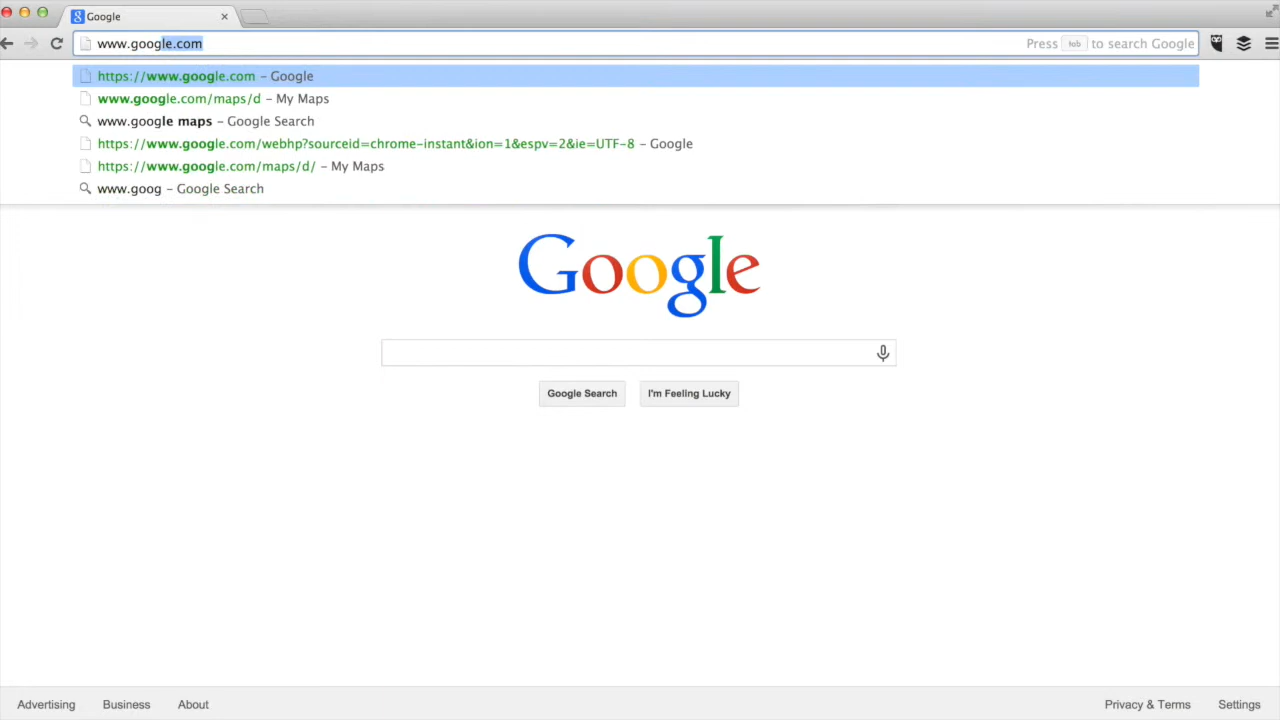 Google
www.google.com
Press tab to search Google
https://www.google.com – Google
www.google.com/maps/d – My Maps
www.google maps – Google Search
https://www.google.com/webhp?sourceid=chrome-instant&ion=1&espv=2&ie=UTF-8 – Google
https://www.google.com/maps/d/ – My Maps
www.goog – Google Search
Google
Google Search
I'm Feeling Lucky
Advertising
Business
About
Privacy & Terms
Settings